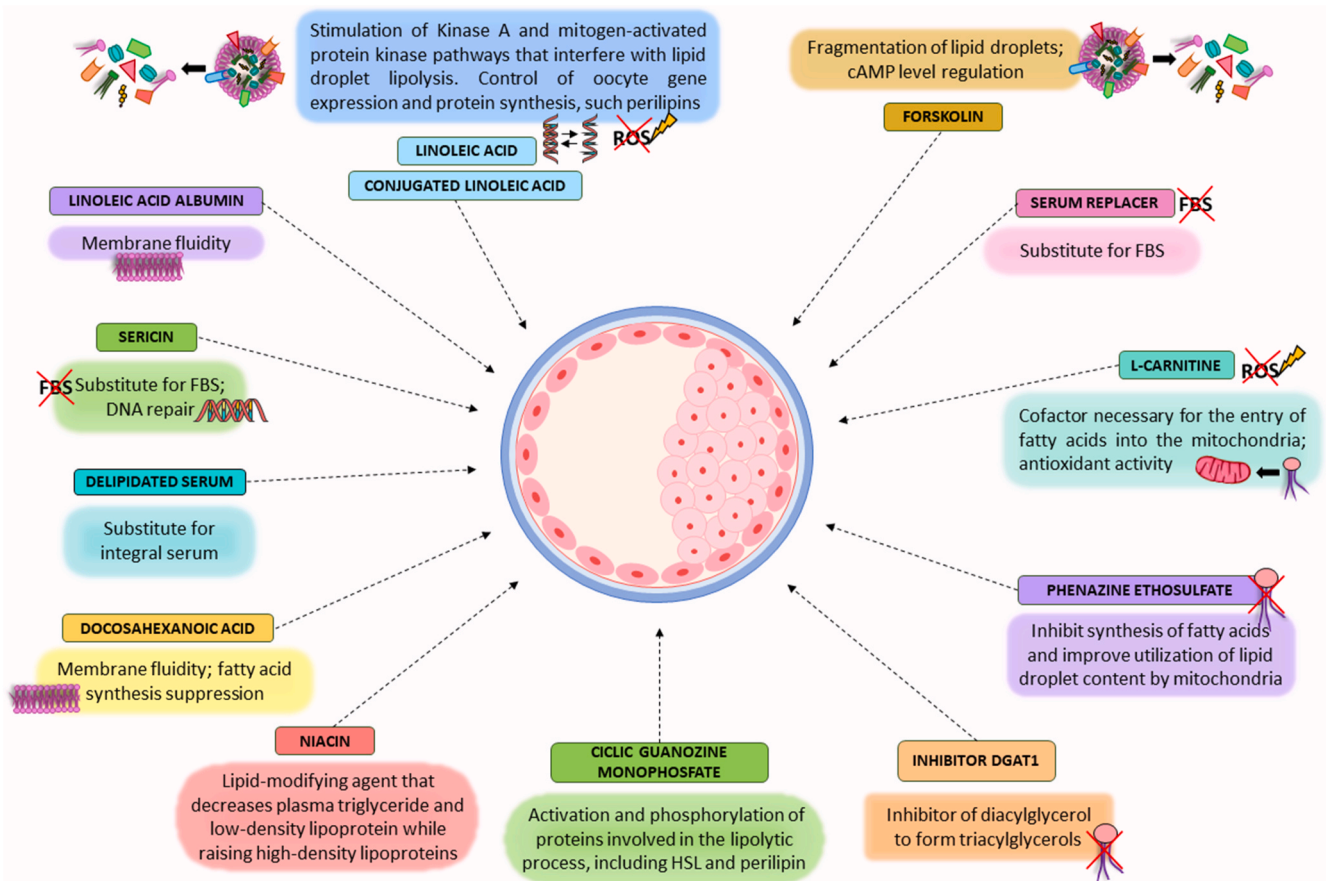 Stimulation of Kinase A and mitogen-activated
protein kinase pathways that interfere with lipid
droplet lipolysis. Control of oocyte gene
expression and protein synthesis, such perilipins
LINOLEIC ACID
ROS
CONJUGATED LINOLEIC ACID
Fragmentation of lipid droplets;
cAMP level regulation
FORSKOLIN
LINOLEIC ACID ALBUMIN
Membrane fluidity
SERUM REPLACER
FBS
Substitute for FBS
SERICIN
FBS
Substitute for FBS;
DNA repair
L-CARNITINE
ROS
Cofactor necessary for the entry of
fatty acids into the mitochondria;
antioxidant activity
DELIPIDATED SERUM
Substitute for
integral serum
PHENAZINE ETHOSULFATE
Inhibit synthesis of fatty acids
and improve utilization of lipid
droplet content by mitochondria
DOCOSAHEXANOIC ACID
Membrane fluidity; fatty acid
synthesis suppression
NIACIN
Lipid-modifying agent that
decreases plasma triglyceride and
low-density lipoprotein while
raising high-density lipoproteins
CICLIC GUANOZINE
MONOPHOSFATE
Activation and phosphorylation of
proteins involved in the lipolytic
process, including HSL and perilipin
INHIBITOR DGAT1
Inhibitor of diacylglycerol
to form triacylglycerols